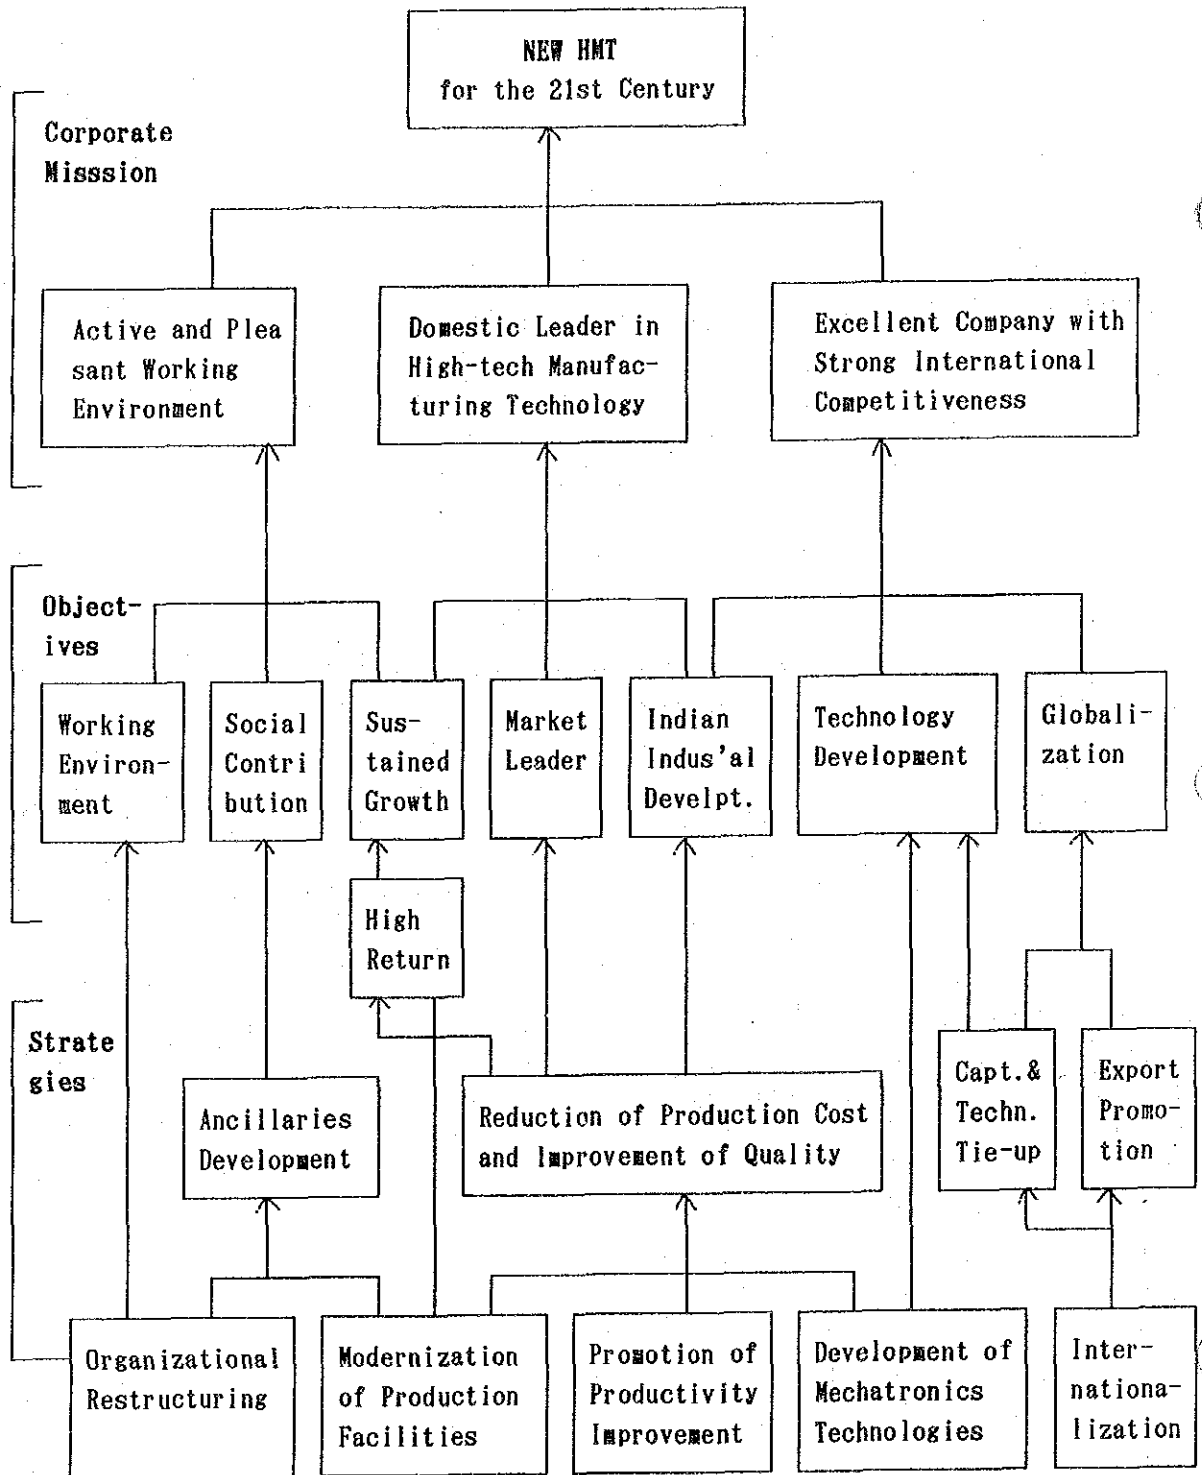 NEW HMT
for the 21st Century
Corporate
Misssion
Active and Plea
sant Working
Environment
Domestic Leader in
High-tech Manufac-
turing Technology
Excellent Company with
Strong International
Competitiveness
Object-
ives
Working
Environ-
ment
Social
Contri
bution
Sus-
tained
Growth
Market
Leader
Indian
Indus'al
Develpt.
Technology
Development
Globali-
zation
High
Return
Strate
gies
Ancillaries
Development
Reduction of Production Cost
and Improvement of Quality
Capt.&
Techn.
Tie-up
Export
Promo-
tion
Organizational
Restructuring
Modernization
of Production
Facilities
Promotion of
Productivity
Improvement
Development of
Mechatronics
Technologies
Inter-
nationa-
lization